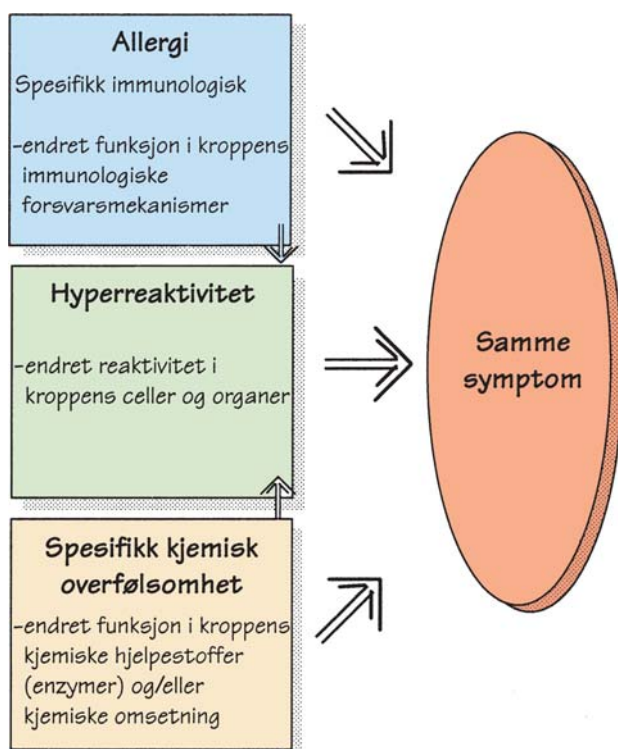 Allergi
Spesifikk immunologisk
-endret funksjon i kroppens
immunologiske
forsvarsmekanismer
Hyperreaktivitet
-endret reaktivitet i
kroppens celler og organer
Spesifikk kjemisk
overfølsomhet
-endret funksjon i kroppens
kjemiske hjelpestoffer
(enzymer) og/eller
kjemiske omsetning
Samme
symptom